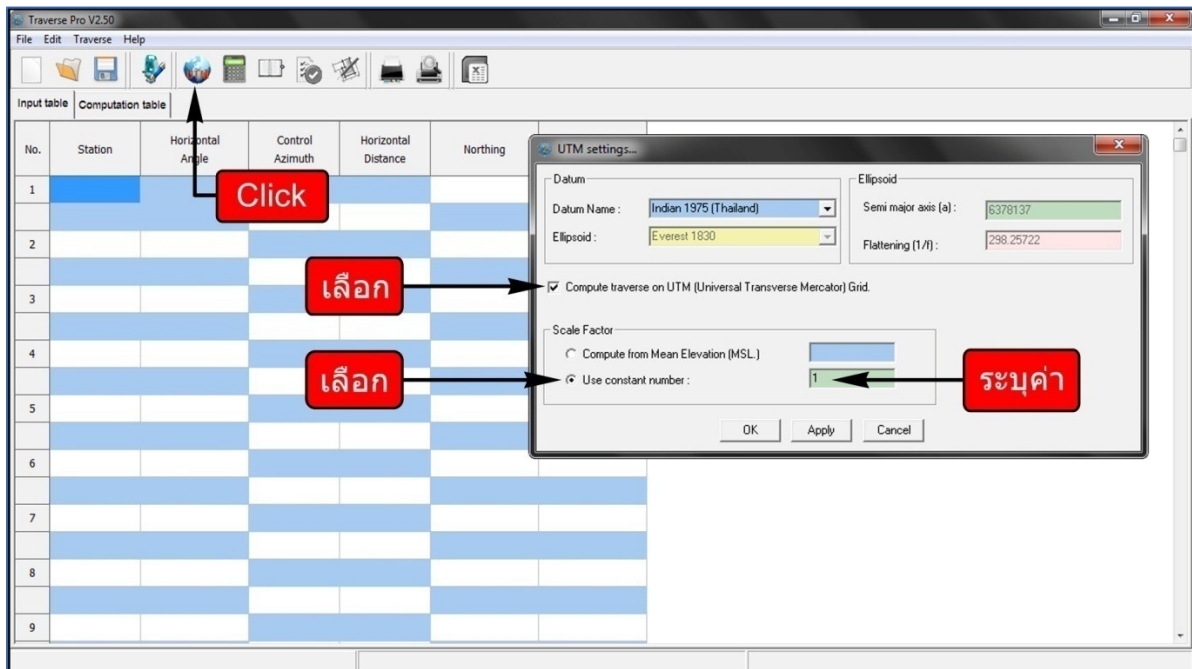 Traverse Pro V2.50
File Edit Traverse Help
Input table Computation table
No. Station Horizontal Angle Control Azimuth Horizontal Distance Northing
1
2
3
4
5
6
7
8
9
Click
UTM settings...
Datum
Datum Name : Indian 1975 (Thailand)
Ellipsoid : Everest 1830
Ellipsoid
Semi major axis (a) : 6378137
Flattening (1/f) : 298.25722
เลือก
Compute traverse on UTM (Universal Transverse Mercator) Grid.
Scale Factor
Compute from Mean Elevation (MSL.)
เลือก
Use constant number : 1
ระบุค่า
OK Apply Cancel